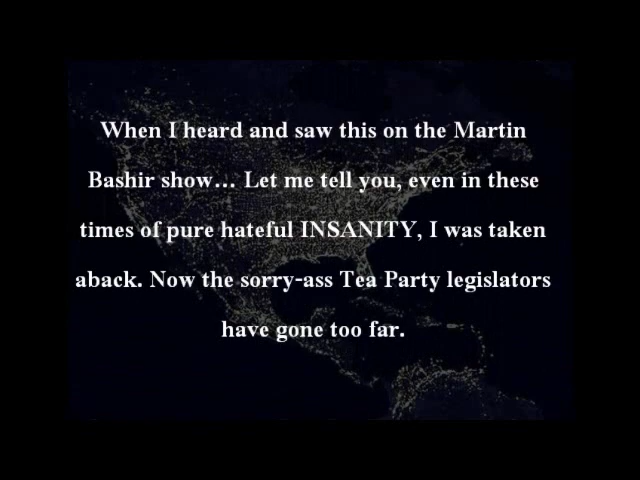 When I heard and saw this on the Martin
Bashir show... Let me tell you, even in these
times of pure hateful INSANITY, I was taken
aback. Now the sorry-ass Tea Party legislators
have gone too far.